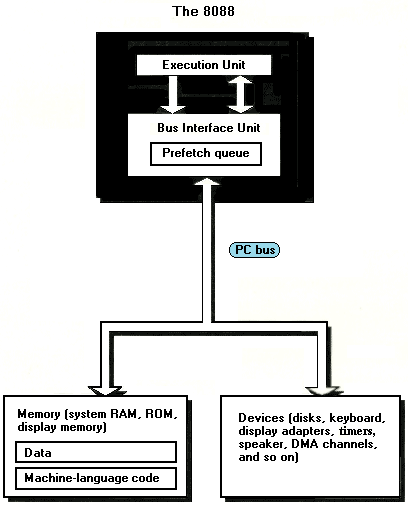 The 8088
Execution Unit
Bus Interface Unit
Prefetch queue
PC bus
Memory (system RAM, ROM,
display memory)
Data
Machine-language code
Devices (disks, keyboard,
display adapters, timers,
speaker, DMA channels,
and so on)